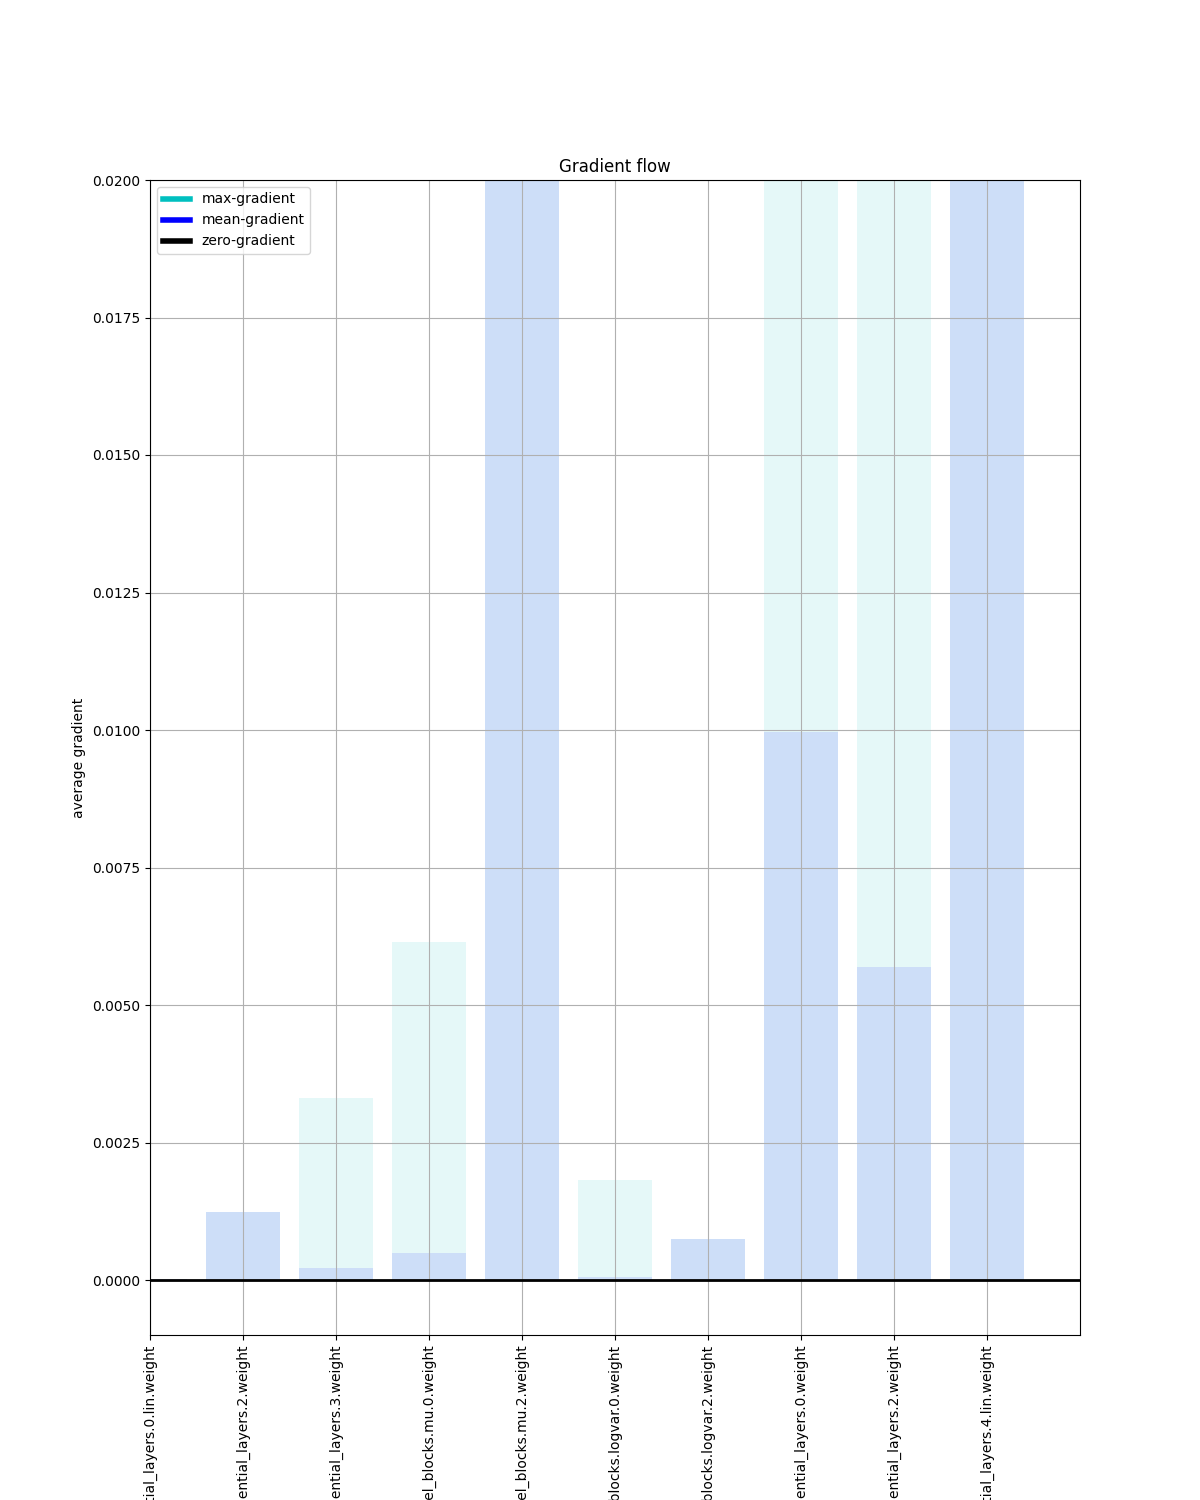 Gradient flow
max-gradient
mean-gradient
zero-gradient
0.0200
0.0175
0.0150
0.0125
0.0100
0.0075
0.0050
0.0025
0.0000
average gradient
tial_layers.0.lin.weight
ential_layers.2.weight
ential_layers.3.weight
el_blocks.mu.0.weight
el_blocks.mu.2.weight
blocks.logvar.0.weight
blocks.logvar.2.weight
ential_layers.0.weight
ential_layers.2.weight
tial_layers.4.lin.weight